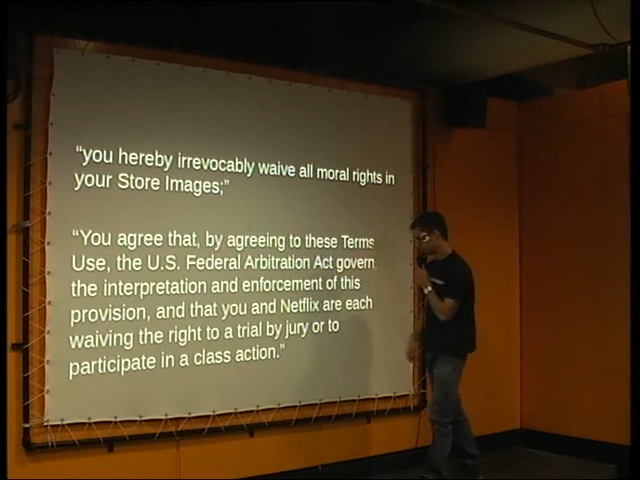 “you hereby irrevocably waive all moral rights in
your Store Images;”
“You agree that, by agreeing to these Terms
Use, the U.S. Federal Arbitration Act govern
the interpretation and enforcement of this
provision, and that you and Netflix are each
waiving the right to a trial by jury or to
participate in a class action.”